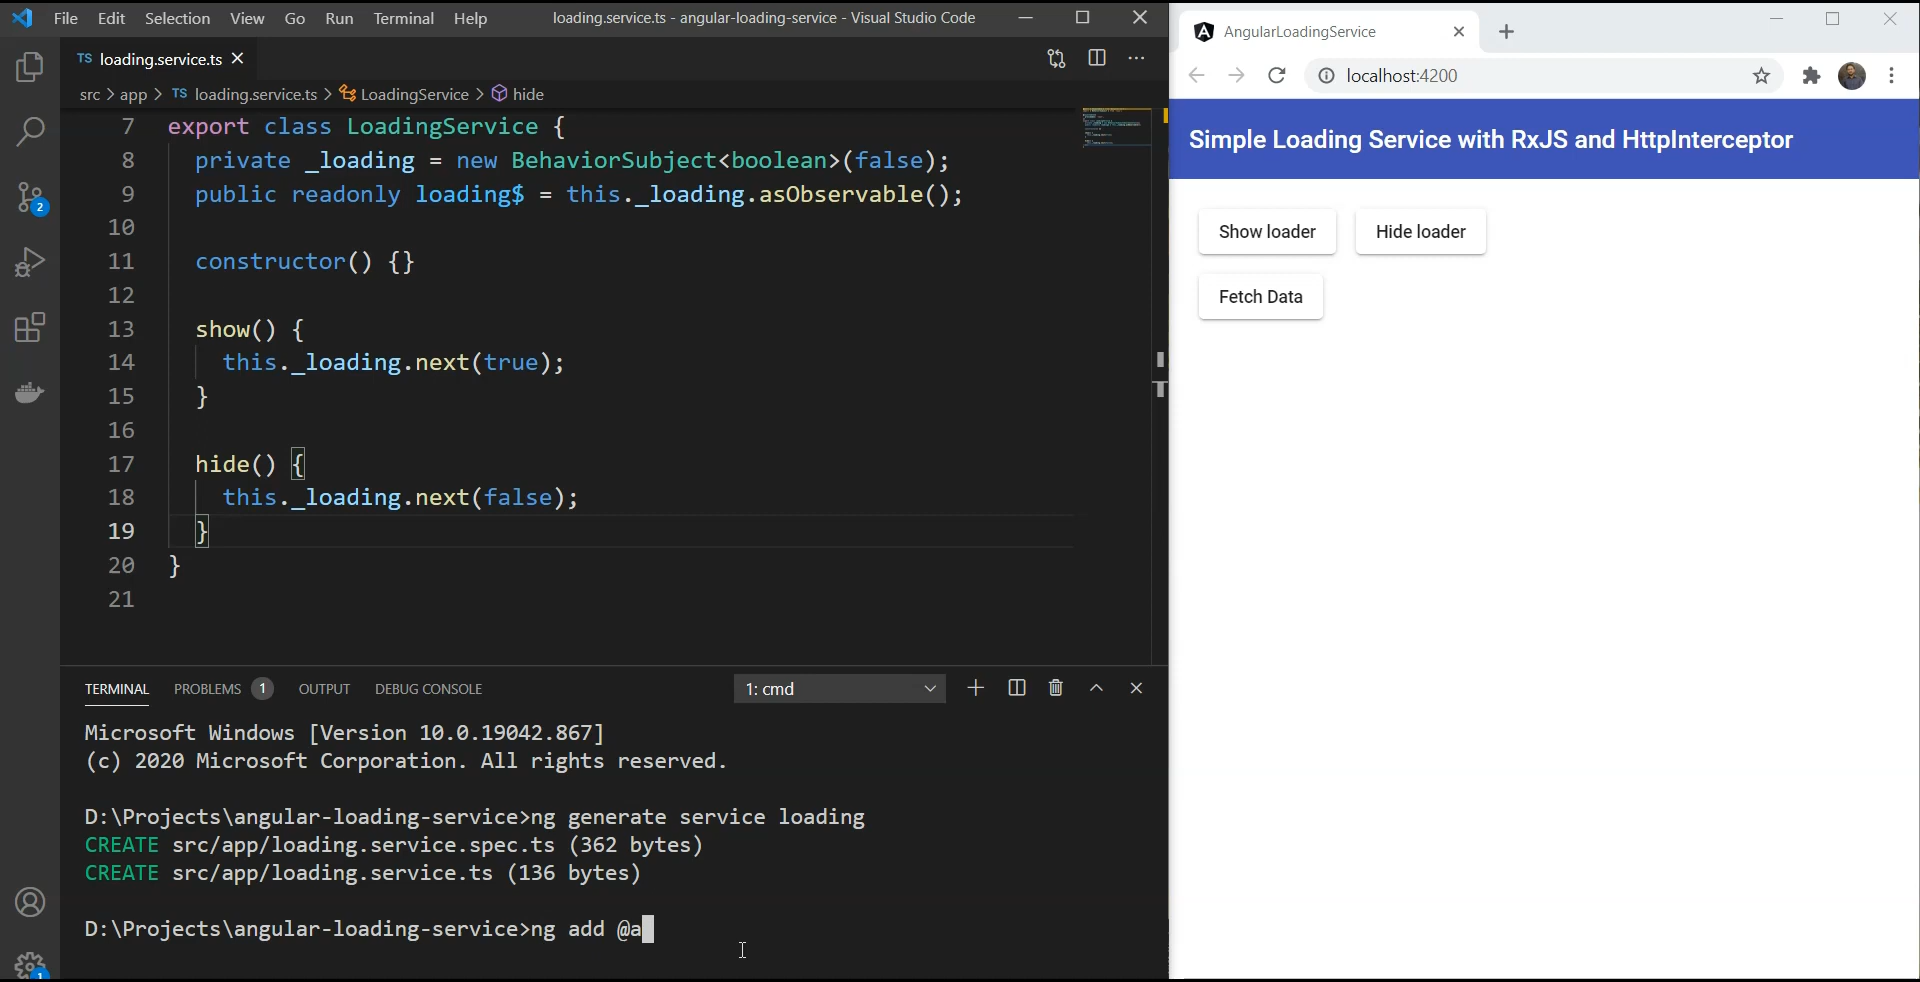 File Edit Selection View Go Run Terminal Help
loading.service.ts - angular-loading-service - Visual Studio Code
TS loading.service.ts
src > app > TS loading.service.ts > LoadingService > hide
7 export class LoadingService {
8 private _loading = new BehaviorSubject<boolean>(false);
9 public readonly loading$ = this._loading.asObservable();
10
11 constructor() {}
12
13 show() {
14 this._loading.next(true);
15 }
16
17 hide() {
18 this._loading.next(false);
19 }
20 }
21
2
1
TERMINAL PROBLEMS 1 OUTPUT DEBUG CONSOLE
1: cmd
Microsoft Windows [Version 10.0.19042.867]
(c) 2020 Microsoft Corporation. All rights reserved.
D:\Projects\angular-loading-service>ng generate service loading
CREATE src/app/loading.service.spec.ts (362 bytes)
CREATE src/app/loading.service.ts (136 bytes)
D:\Projects\angular-loading-service>ng add @a
AngularLoadingService
localhost:4200
Simple Loading Service with RxJS and HttpInterceptor
Show loader Hide loader
Fetch Data